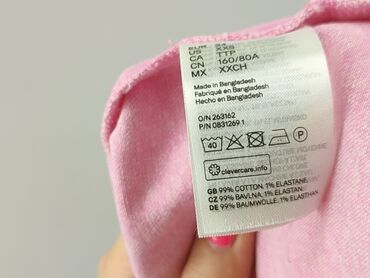 US XXS
CA TTP
CN 160/80A
MX XXCH
Made in Bangladesh
Fabriqué en Bangladesh
Hecho en Bangladesh
O/N 263162
P/N 0831269.1
40 P
clevercare.info
GB 99% COTTON, 1% ELASTANE
CZ 99% BAVLNA, 1% ELASTAN
DE 99% BAUMWOLLE, 1% ELASTHAN